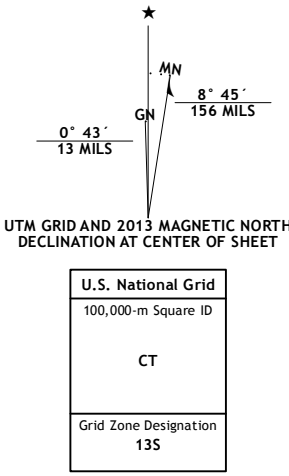 ★
MN
GN
8° 45´
156 MILS
0° 43´
13 MILS
UTM GRID AND 2013 MAGNETIC NORTH
DECLINATION AT CENTER OF SHEET
U.S. National Grid
100,000-m Square ID
CT
Grid Zone Designation
13S